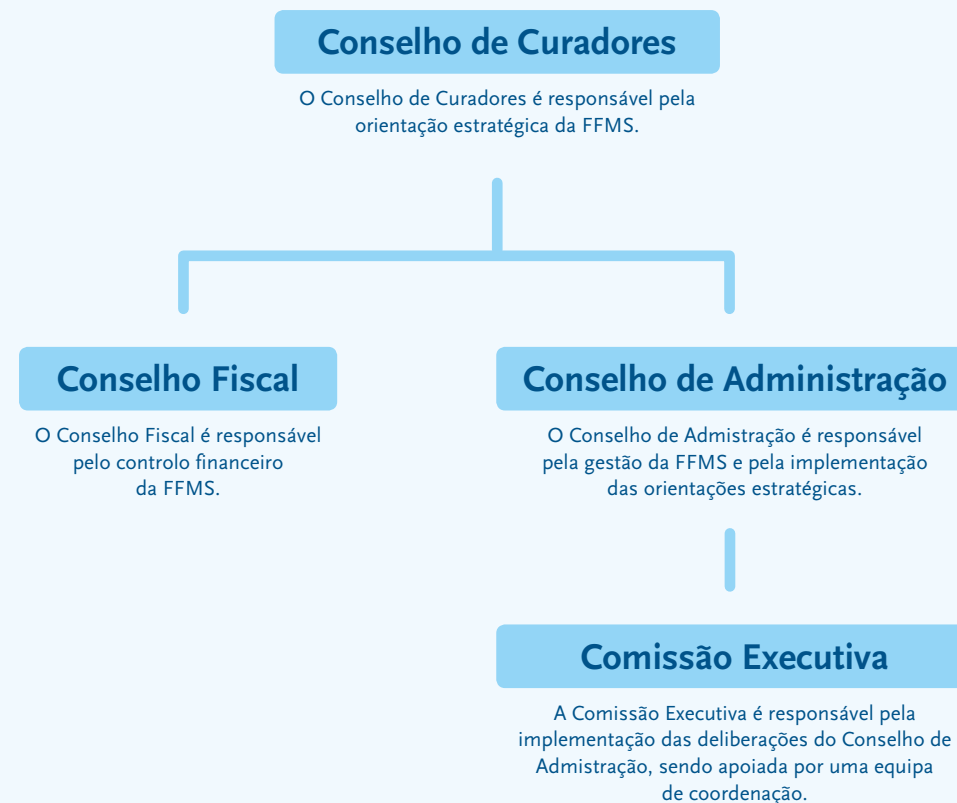 Conselho de Curadores
O Conselho de Curadores é responsável pela
orientação estratégica da FFMS.
Conselho Fiscal
O Conselho Fiscal é responsável
pelo controlo financeiro
da FFMS.
Conselho de Administração
O Conselho de Admistração é responsável
pela gestão da FFMS e pela implementação
das orientações estratégicas.
Comissão Executiva
A Comissão Executiva é responsável pela
implementação das deliberações do Conselho de
Admistração, sendo apoiada por uma equipa
de coordenação.